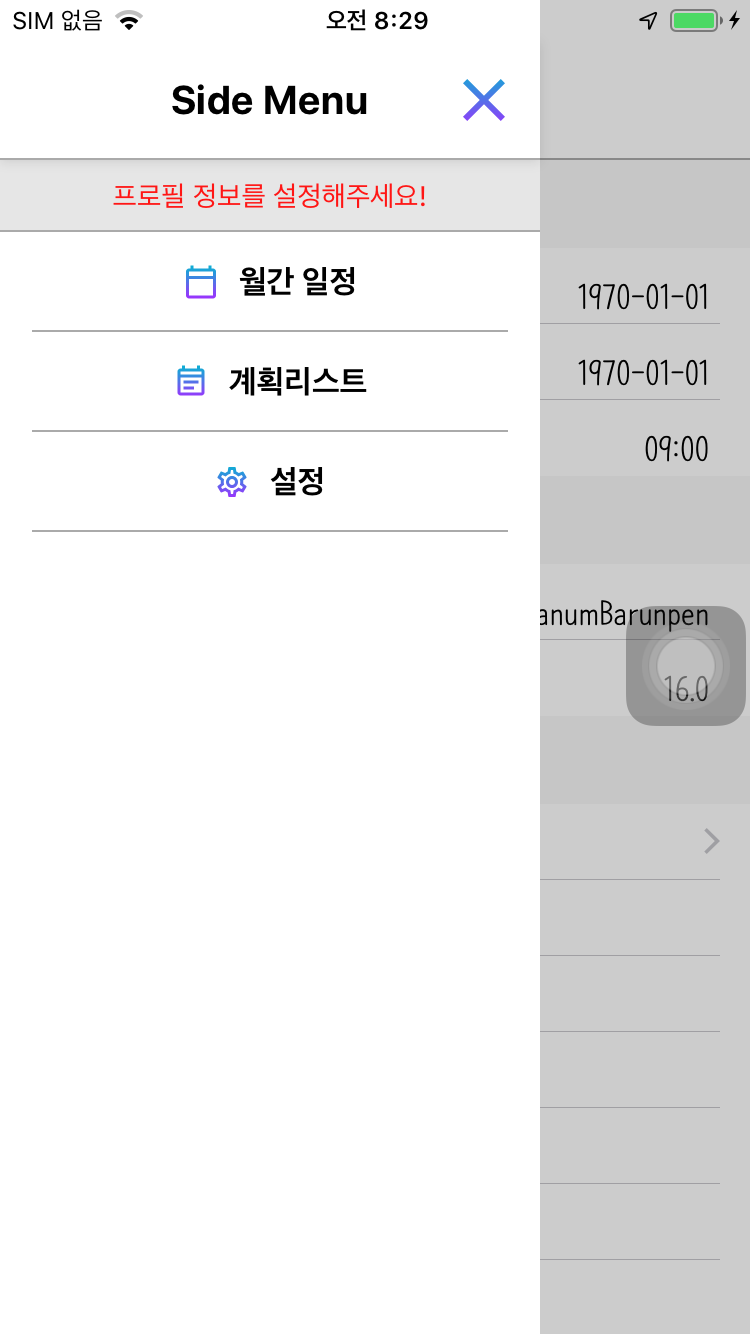 SIM 없음 오전 8:29
Side Menu
프로필 정보를 설정해주세요!
월간 일정
계획리스트
설정
1970-01-01
1970-01-01
09:00
anumBarunpen
16.0